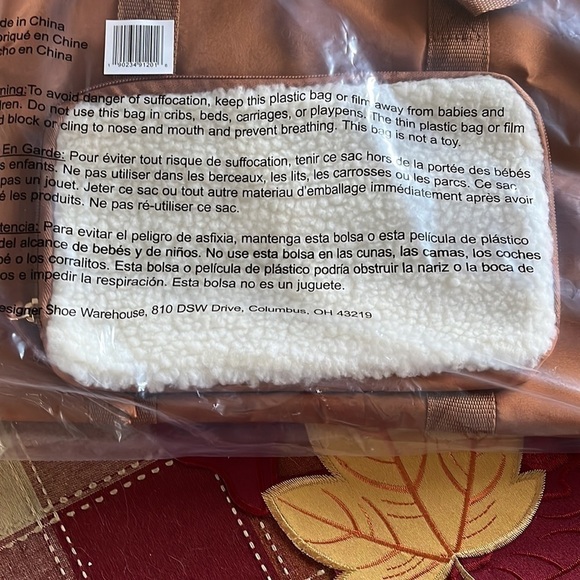 de in China
briqué en Chine
cho en China
1 90234 91201 6
ning:To avoid danger of suffocation, keep this plastic bag or film away from babies and
dren. Do not use this bag in cribs, beds, carriages, or playpens. The thin plastic bag or film
d block or cling to nose and mouth and prevent breathing. This bag is not a toy.
En Garde: Pour éviter tout risque de suffocation, tenir ce sac hors de la portée des bébés
s enfants. Ne pas utiliser dans les berceaux, les lits, les carrosses ou les parcs. Ce sac
pas un jouet. Jeter ce sac ou tout autre materiau d'emballage immédiatement après avoir
é les produits. Ne pas ré-utiliser ce sac.
tencia: Para evitar el peligro de asfixia, mantenga esta bolsa o esta película de plástico
del alcance de bebés y de niños. No use esta bolsa en las cunas, las camas, los coches
bé o los corralitos. Esta bolsa o película de plástico podría obstruir la nariz o la boca de
os e impedir la respiración. Esta bolsa no es un juguete.
esigner Shoe Warehouse, 810 DSW Drive, Columbus, OH 43219